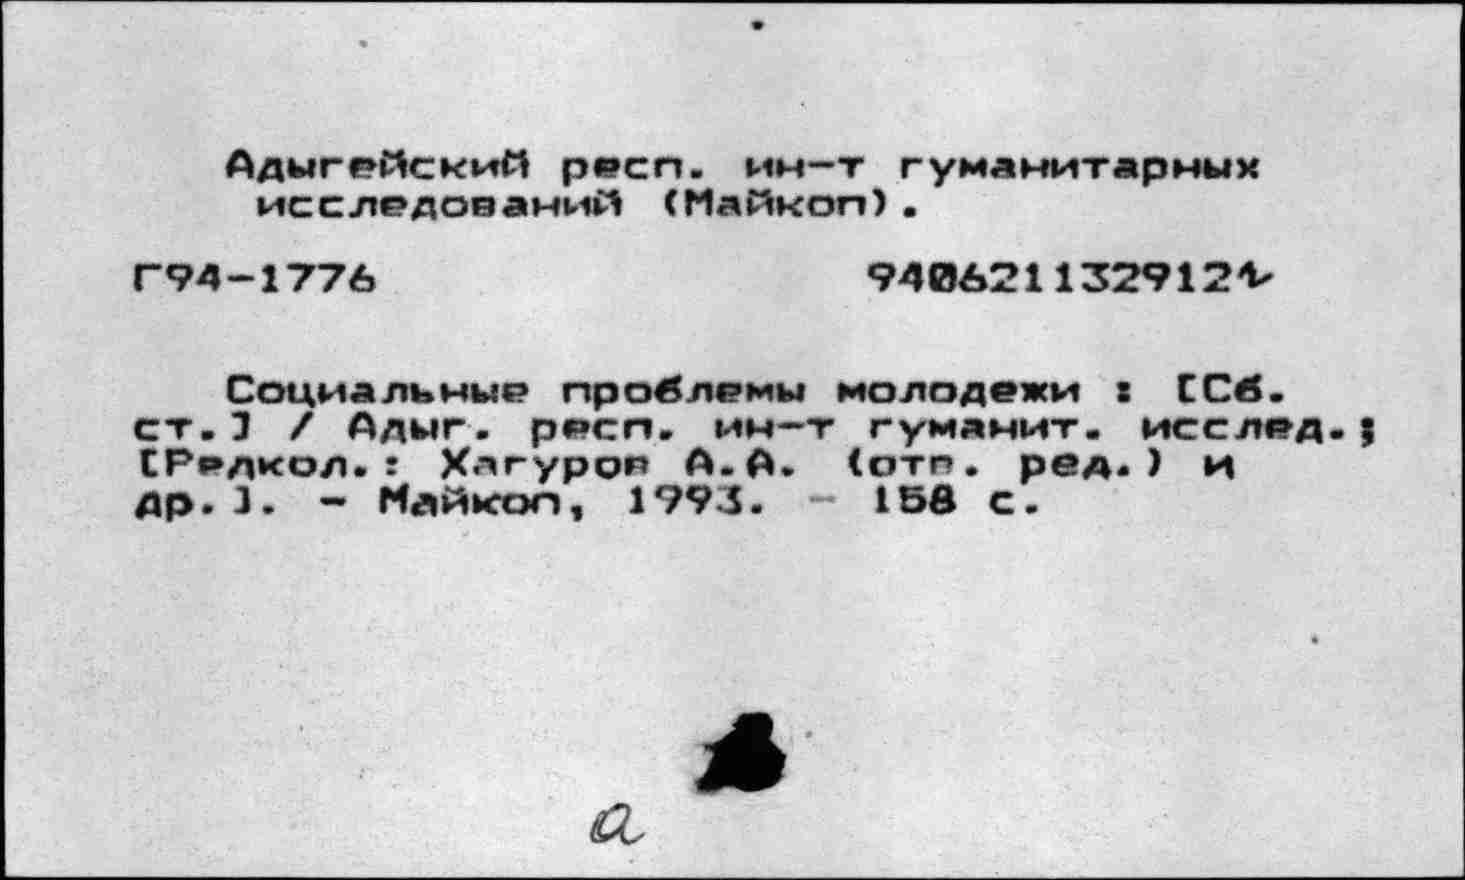 Адыгейский респ. ин-т гуманитарных
исследований (Майкоп).
Г94-1776 940621132912
Социальные проблемы молодежи : [Сб.
ст.] / Адыг. респ. ин-т гуманит. исслед.;
[Редкол.: Хагуров А.А. (отв. ред.) и
др.]. - Майкоп, 1993. - 158 с.
а